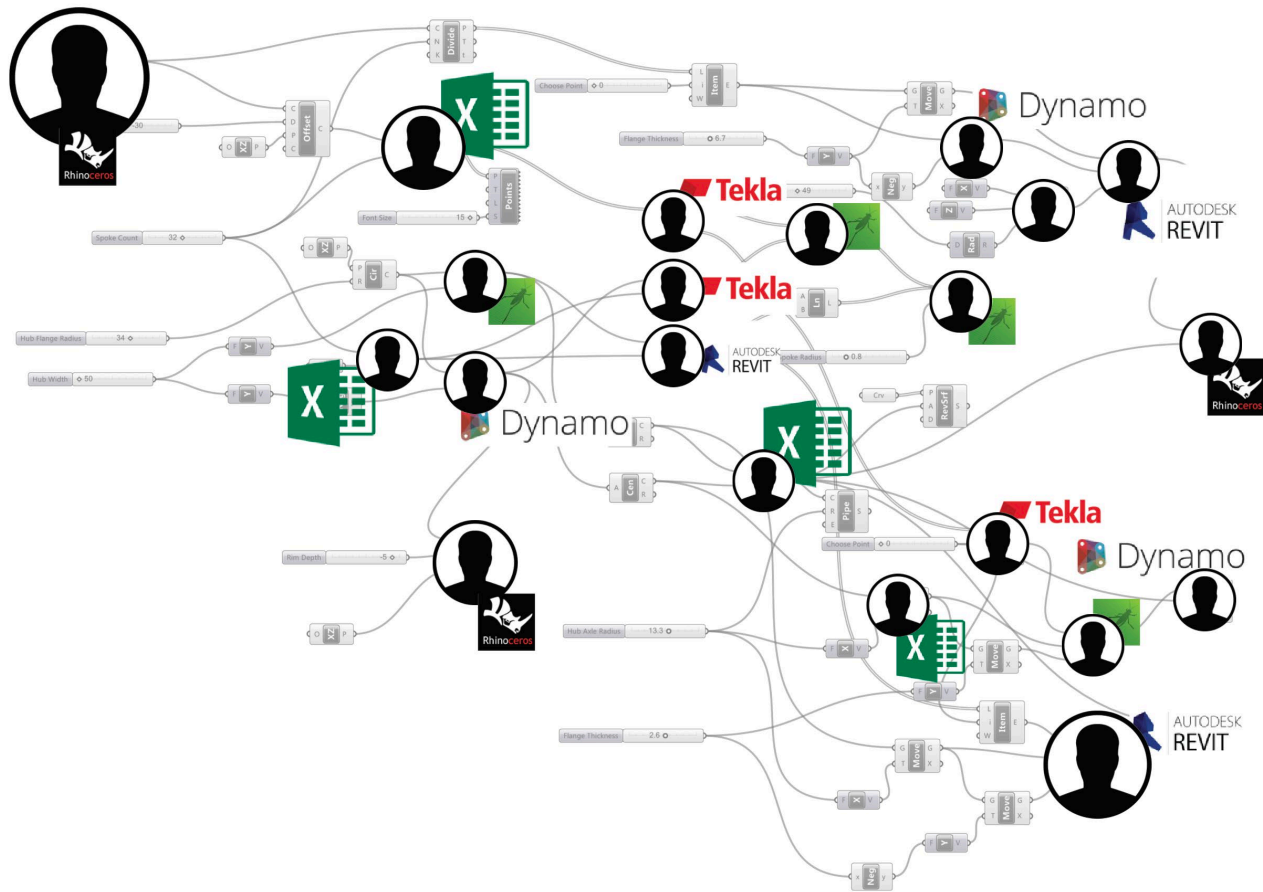 C
N
K
Divide
P
T
t
L
i
W
Item
E
Choose Point
0
G
T
Move
G
X
Dynamo
C
D
P
C
Offset
C
-30
O
XZ
P
Rhinoceros
X
Flange Thickness
6.7
F
Y
V
x
Neg
y
Tekla
49
F
X
V
F
Z
V
P
T
L
S
Points
Font Size
15
AUTODESK
REVIT
Spoke Count
32
O
XZ
P
P
R
Cir
C
D
Rad
R
Tekla
A
B
Ln
L
Hub Flange Radius
34
F
Y
V
AUTODESK
REVIT
Spoke Radius
0.8
Rhinoceros
Hub Width
50
F
Y
V
X
Dynamo
Crv
P
A
D
RevSrf
S
C
R
X
A
Cen
C
R
C
R
E
Pipe
S
Tekla
Choose Point
0
Dynamo
Rim Depth
-5
Rhinoceros
O
XZ
P
Hub Axle Radius
13.3
F
X
V
X
G
T
Move
G
X
F
Y
V
L
i
W
Item
E
AUTODESK
REVIT
Flange Thickness
2.6
G
T
Move
G
X
F
X
V
G
T
Move
G
X
F
Y
V
x
Neg
y